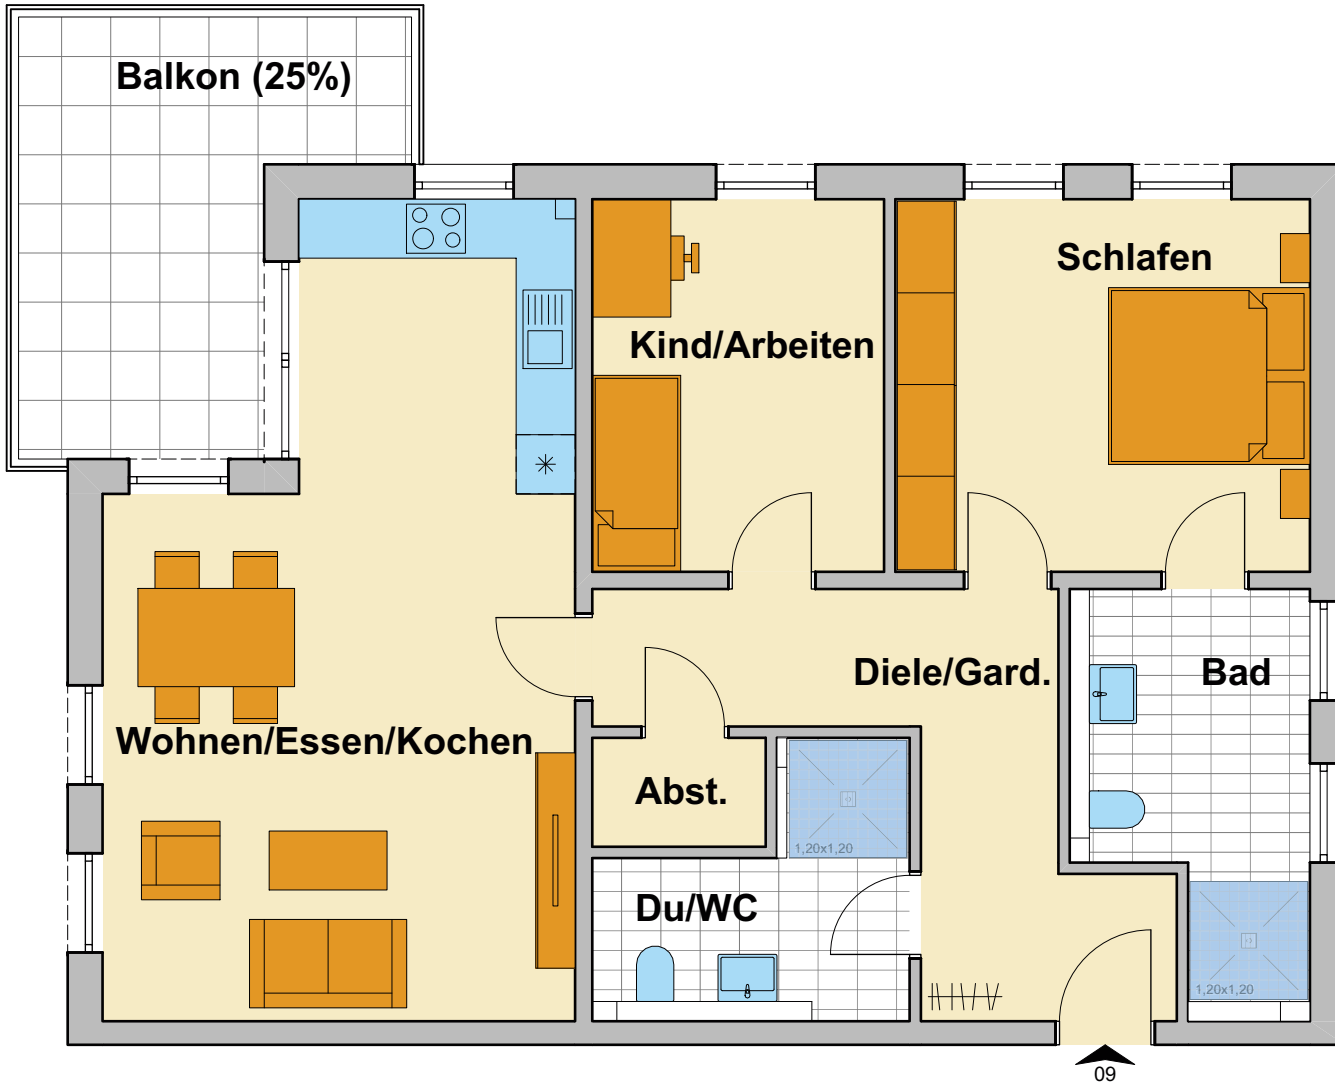 Balkon (25%)
Schlafen
Kind/Arbeiten
Diele/Gard.
Bad
Wohnen/Essen/Kochen
Abst.
1,20x1,20
Du/WC
1,20x1,20
09